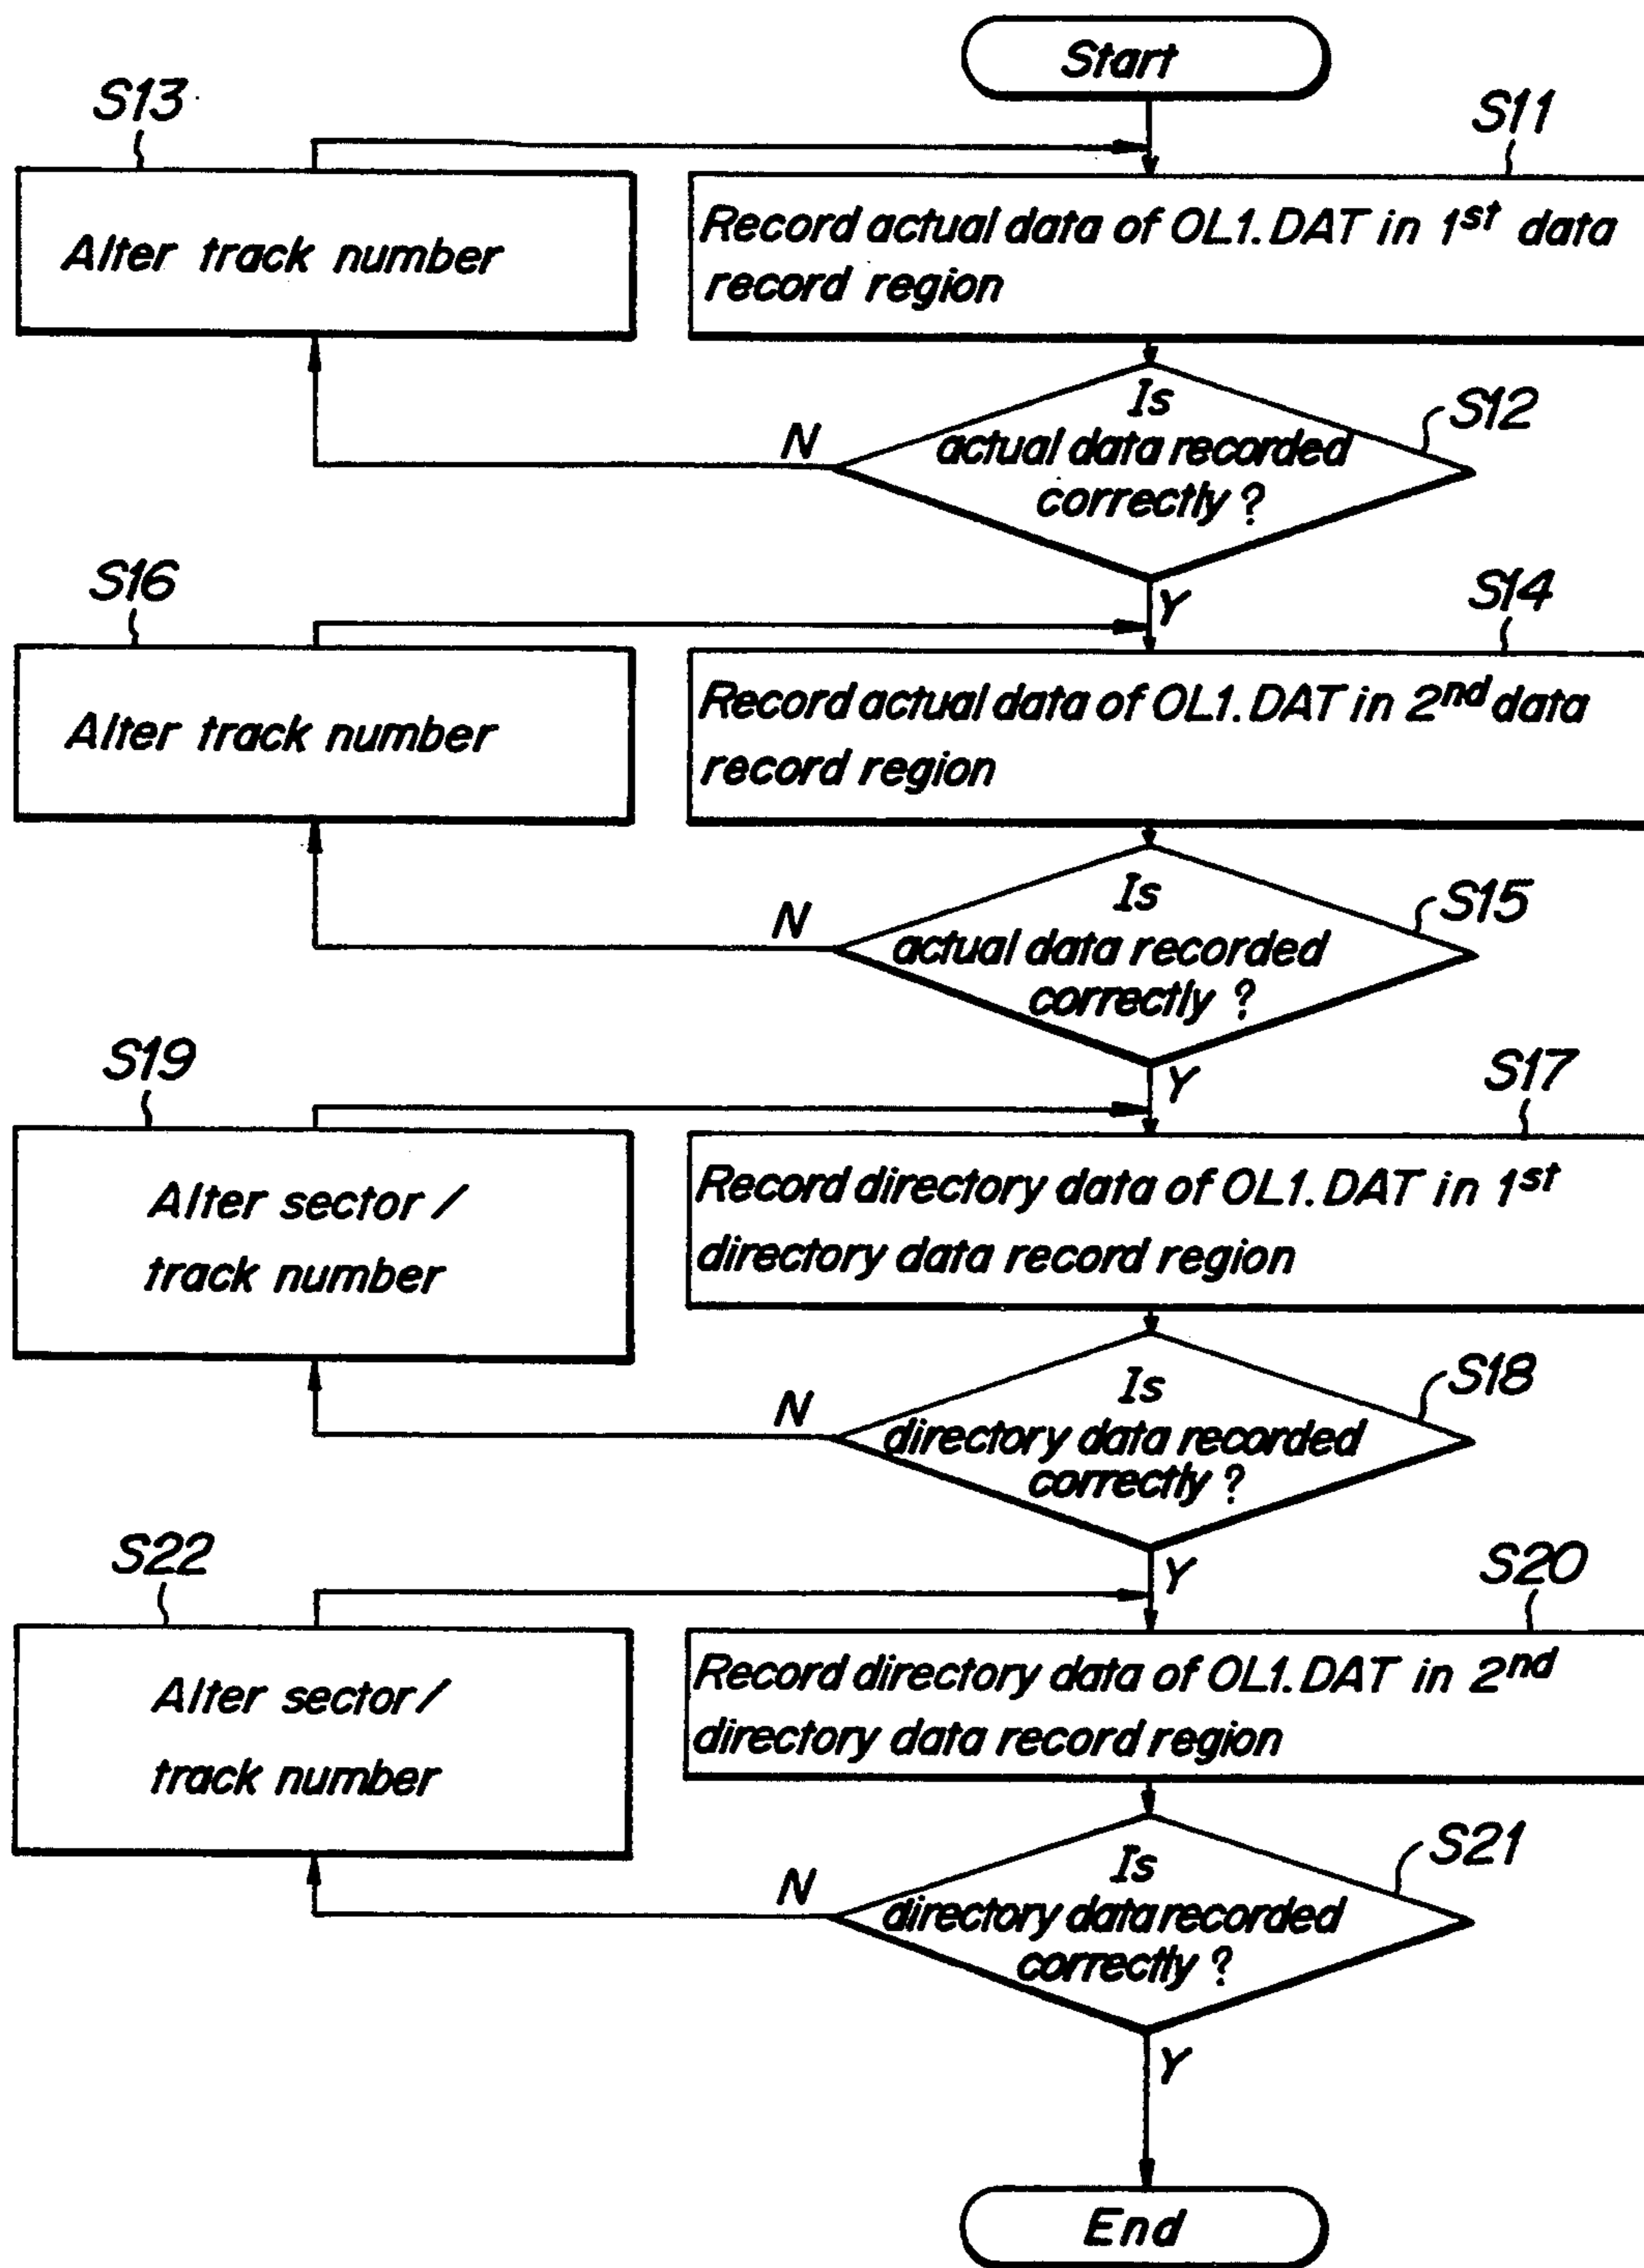 Start
S13
S11
Alter track number
Record actual data of OL1.DAT in 1st data
record region
Is
actual data recorded
correctly ?
S12
N
Y
S16
S14
Alter track number
Record actual data of OL1.DAT in 2nd data
record region
Is
actual data recorded
correctly ?
S15
N
Y
S19
S17
Alter sector /
track number
Record directory data of OL1.DAT in 1st
directory data record region
Is
directory data recorded
correctly ?
S18
N
Y
S22
S20
Alter sector /
track number
Record directory data of OL1.DAT in 2nd
directory data record region
Is
directory data recorded
correctly ?
S21
N
Y
End